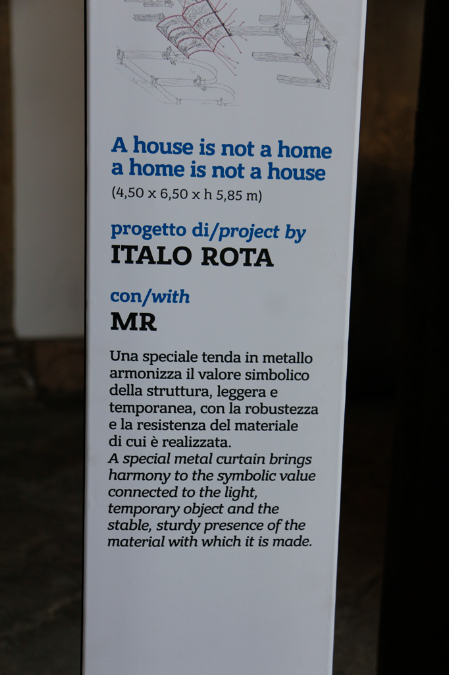 A house is not a home
a home is not a house
(4,50 x 6,50 x h 5,85 m)
progetto di/project by
ITALO ROTA
con/with
MR
Una speciale tenda in metallo
armonizza il valore simbolico
della struttura, leggera e
temporanea, con la robustezza
e la resistenza del materiale
di cui è realizzata.
A special metal curtain brings
harmony to the symbolic value
connected to the light,
temporary object and the
stable, sturdy presence of the
material with which it is made.